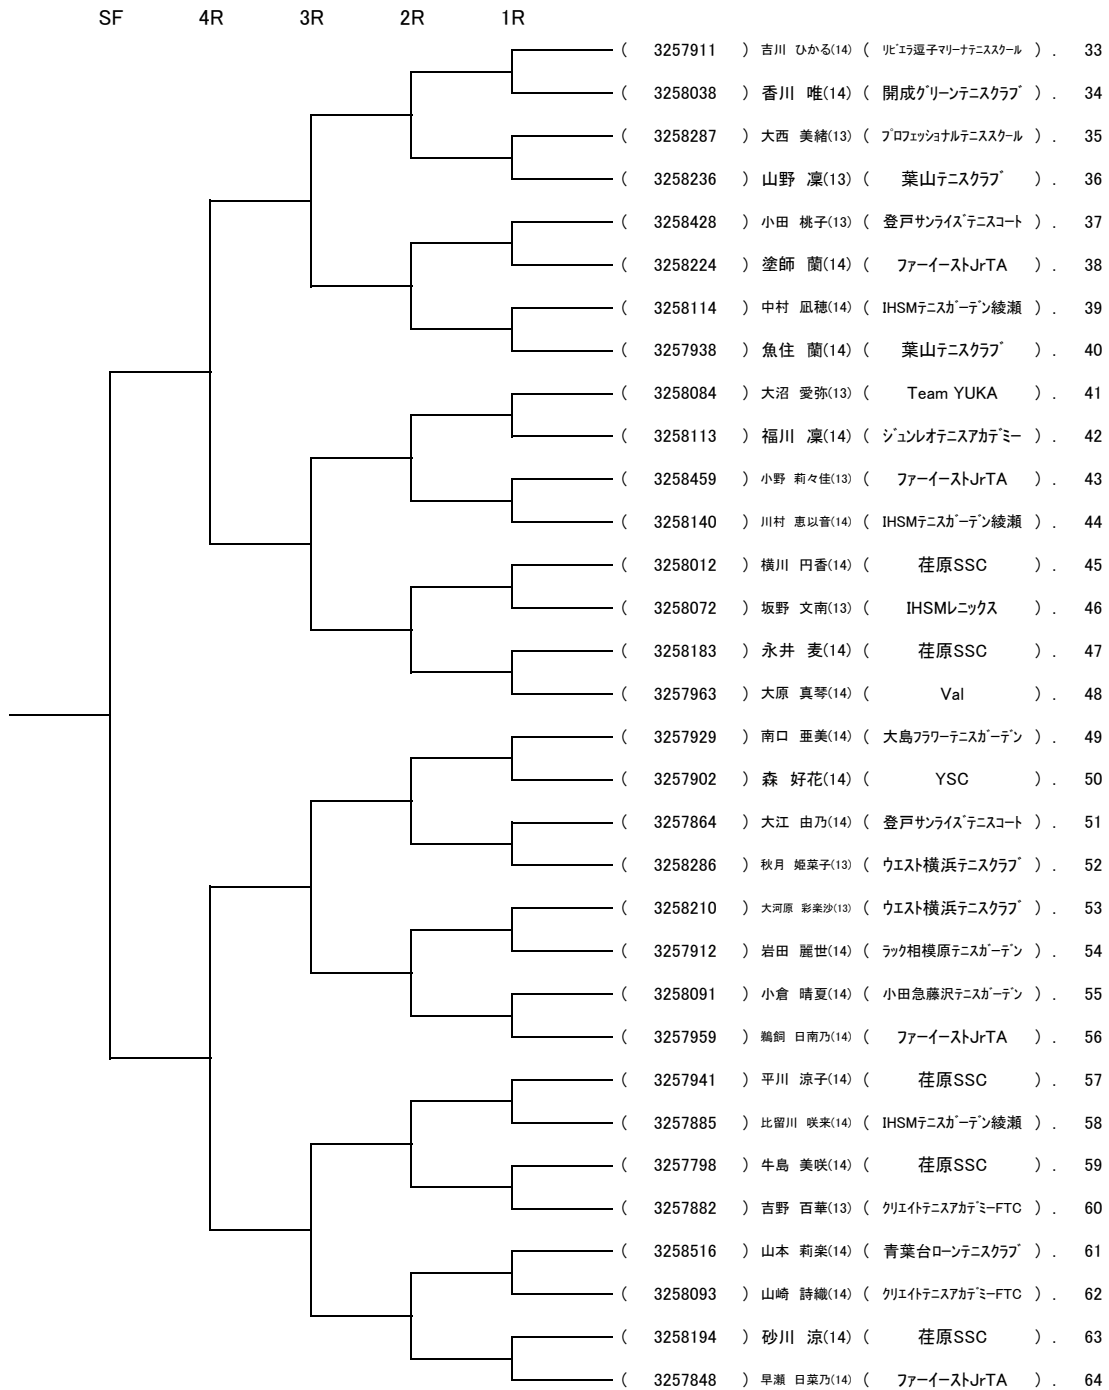 SF 4R 3R 2R 1R
( 3257911 ) 吉川 ひかる(14) ( リビエラ逗子マリーナテニススクール ) . 33
( 3258038 ) 香川 唯(14) ( 開成グリーンテニスクラブ ) . 34
( 3258287 ) 大西 美緒(13) ( プロフェッショナルテニススクール ) . 35
( 3258236 ) 山野 凜(13) ( 葉山テニスクラブ ) . 36
( 3258428 ) 小田 桃子(13) ( 登戸サンライズテニスコート ) . 37
( 3258224 ) 塗師 蘭(14) ( ファーイーストJrTA ) . 38
( 3258114 ) 中村 凪穂(14) ( IHSMテニスガーデン綾瀬 ) . 39
( 3257938 ) 魚住 蘭(14) ( 葉山テニスクラブ ) . 40
( 3258084 ) 大沼 愛弥(13) ( Team YUKA ) . 41
( 3258113 ) 福川 凜(14) ( ジュンレオテニスアカデミー ) . 42
( 3258459 ) 小野 莉々佳(13) ( ファーイーストJrTA ) . 43
( 3258140 ) 川村 恵以音(14) ( IHSMテニスガーデン綾瀬 ) . 44
( 3258012 ) 横川 円香(14) ( 荏原SSC ) . 45
( 3258072 ) 坂野 文南(13) ( IHSMレニックス ) . 46
( 3258183 ) 永井 麦(14) ( 荏原SSC ) . 47
( 3257963 ) 大原 真琴(14) ( Val ) . 48
( 3257929 ) 南口 亜美(14) ( 大島フラワーテニスガーデン ) . 49
( 3257902 ) 森 好花(14) ( YSC ) . 50
( 3257864 ) 大江 由乃(14) ( 登戸サンライズテニスコート ) . 51
( 3258286 ) 秋月 姫菜子(13) ( ウエスト横浜テニスクラブ ) . 52
( 3258210 ) 大河原 彩楽沙(13) ( ウエスト横浜テニスクラブ ) . 53
( 3257912 ) 岩田 麗世(14) ( ラック相模原テニスガーデン ) . 54
( 3258091 ) 小倉 晴夏(14) ( 小田急藤沢テニスガーデン ) . 55
( 3257959 ) 鵜飼 日南乃(14) ( ファーイーストJrTA ) . 56
( 3257941 ) 平川 涼子(14) ( 荏原SSC ) . 57
( 3257885 ) 比留川 咲来(14) ( IHSMテニスガーデン綾瀬 ) . 58
( 3257798 ) 牛島 美咲(14) ( 荏原SSC ) . 59
( 3257882 ) 吉野 百華(13) ( クリエイトテニスアカデミーFTC ) . 60
( 3258516 ) 山本 莉楽(14) ( 青葉台ローンテニスクラブ ) . 61
( 3258093 ) 山崎 詩織(14) ( クリエイトテニスアカデミーFTC ) . 62
( 3258194 ) 砂川 涼(14) ( 荏原SSC ) . 63
( 3257848 ) 早瀬 日菜乃(14) ( ファーイーストJrTA ) . 64